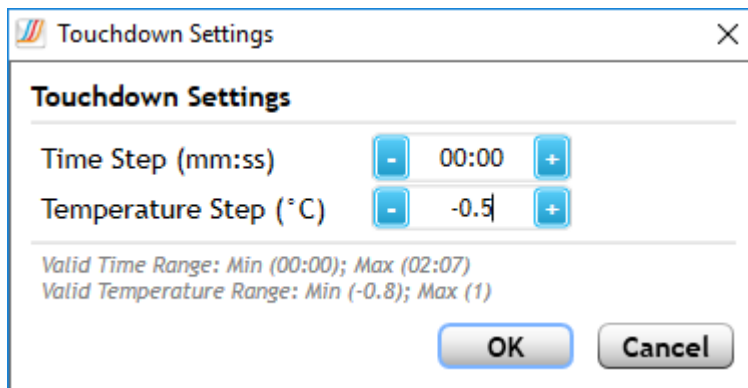 Touchdown Settings
Touchdown Settings
Time Step (mm:ss) - 00:00 +
Temperature Step (°C) - -0.5 +
Valid Time Range: Min (00:00); Max (02:07)
Valid Temperature Range: Min (-0.8); Max (1)
OK Cancel